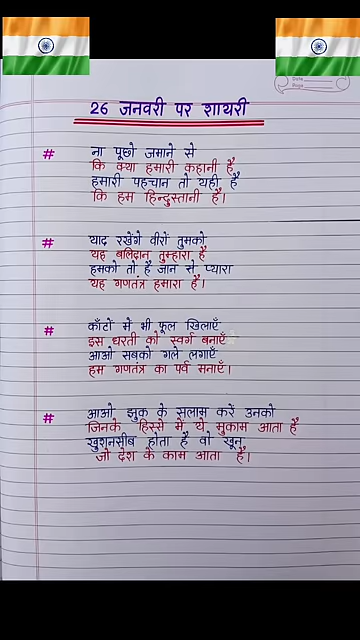 26 जनवरी पर शायरी
# ना पूछो जमाने से
कि क्या हमारी कहानी है
हमारी पहचान तो यही है
कि हम हिन्दुस्तानी है।
# याद रखेंगे वीरों तुमको
यह बलिदान तुम्हारा है
हमको तो है जान से प्यारा
यह गणतंत्र हमारा है।
# काँटों में भी फूल खिलाएँ
इस धरती को स्वर्ग बनाएँ
आओ सबको गले लगाएँ
हम गणतंत्र का पर्व मनाएँ।
# आओ झुक के सलाम करें उनको
जिनके हिस्से में ये मुकाम आता है
खुशनसीब होता है वो खून
जो देश के काम आता है।